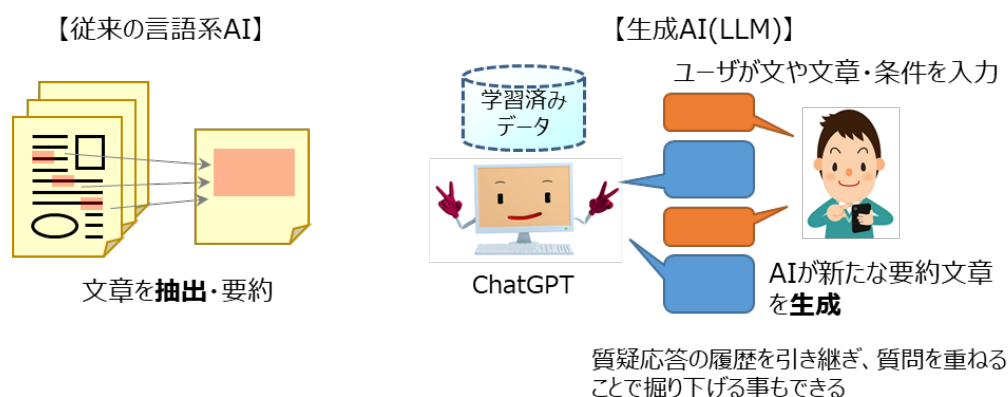 【従来の言語系AI】
文章を抽出・要約
【生成AI(LLM)】
ユーザが文や文章・条件を入力
学習済み
データ
ChatGPT
AIが新たな要約文章
を生成
質疑応答の履歴を引き継ぎ、質問を重ねる
ことで掘り下げる事もできる